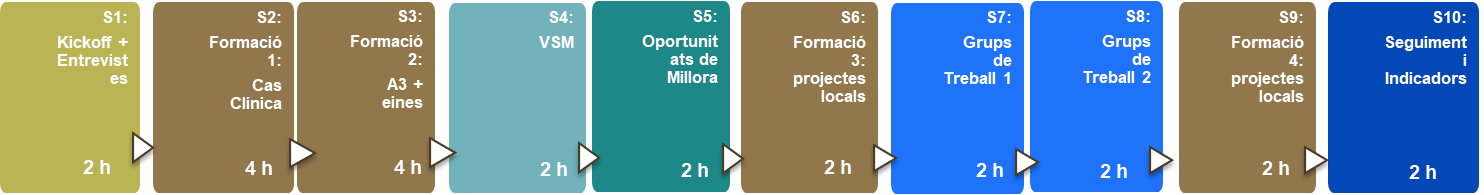 S1:
Kickoff +
Entrevist
es
2 h
S2:
Formació
1:
Cas
Clínica
4 h
S3:
Formació
2:
A3 +
eines
4 h
S4:
VSM
2 h
S5:
Oportunit
ats de
Millora
2 h
S6:
Formació
3:
projectes
locals
2 h
S7:
Grups
de
Treball 1
2 h
S8:
Grups
de
Treball 2
2 h
S9:
Formació
4:
projectes
locals
2 h
S10:
Seguiment
i
Indicadors
2 h